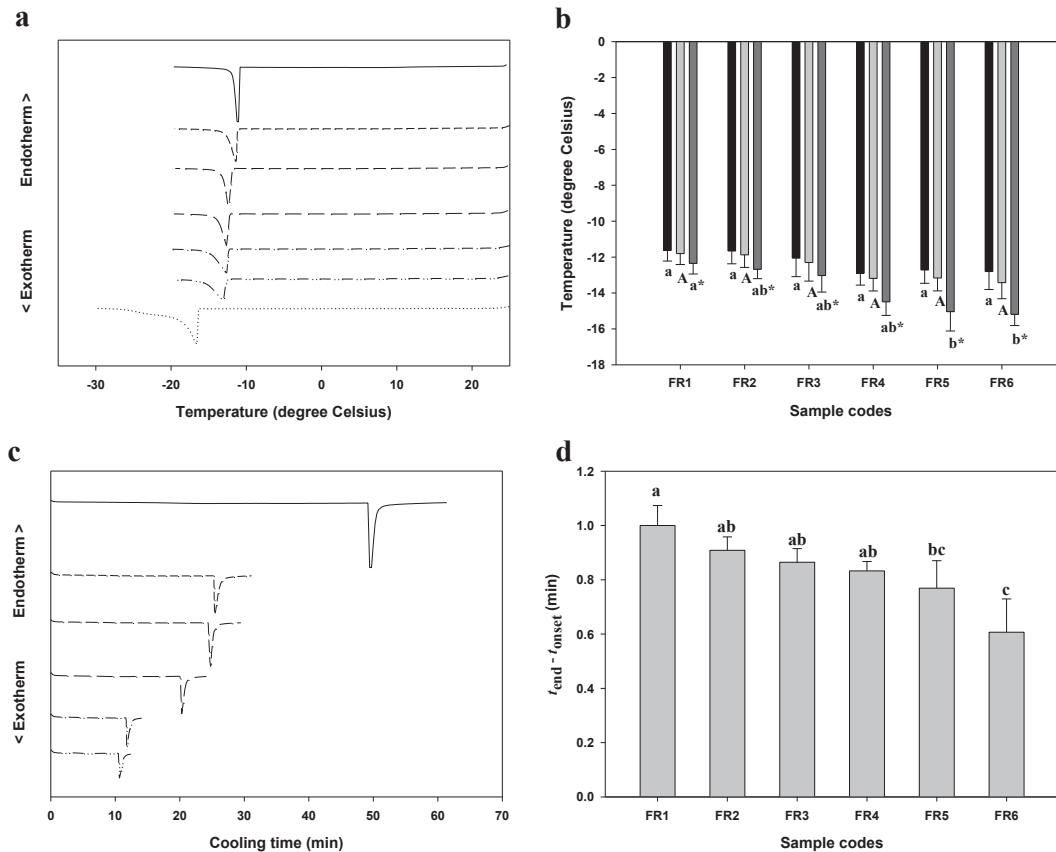 a
< Exotherm    Endotherm >
-30 -20 -10 0 10 20
Temperature (degree Celsius)
b
Temperature (degree Celsius)
0
-2
-4
-6
-8
-10
-12
-14
-16
-18
a A a* a A ab* a A ab* a A ab* a A b* a A b*
FR1 FR2 FR3 FR4 FR5 FR6
Sample codes
c
< Exotherm    Endotherm >
0 10 20 30 40 50 60 70
Cooling time (min)
d
tend - tonset (min)
1.2
1.0
0.8
0.6
0.4
0.2
0.0
a ab ab ab bc c
FR1 FR2 FR3 FR4 FR5 FR6
Sample codes